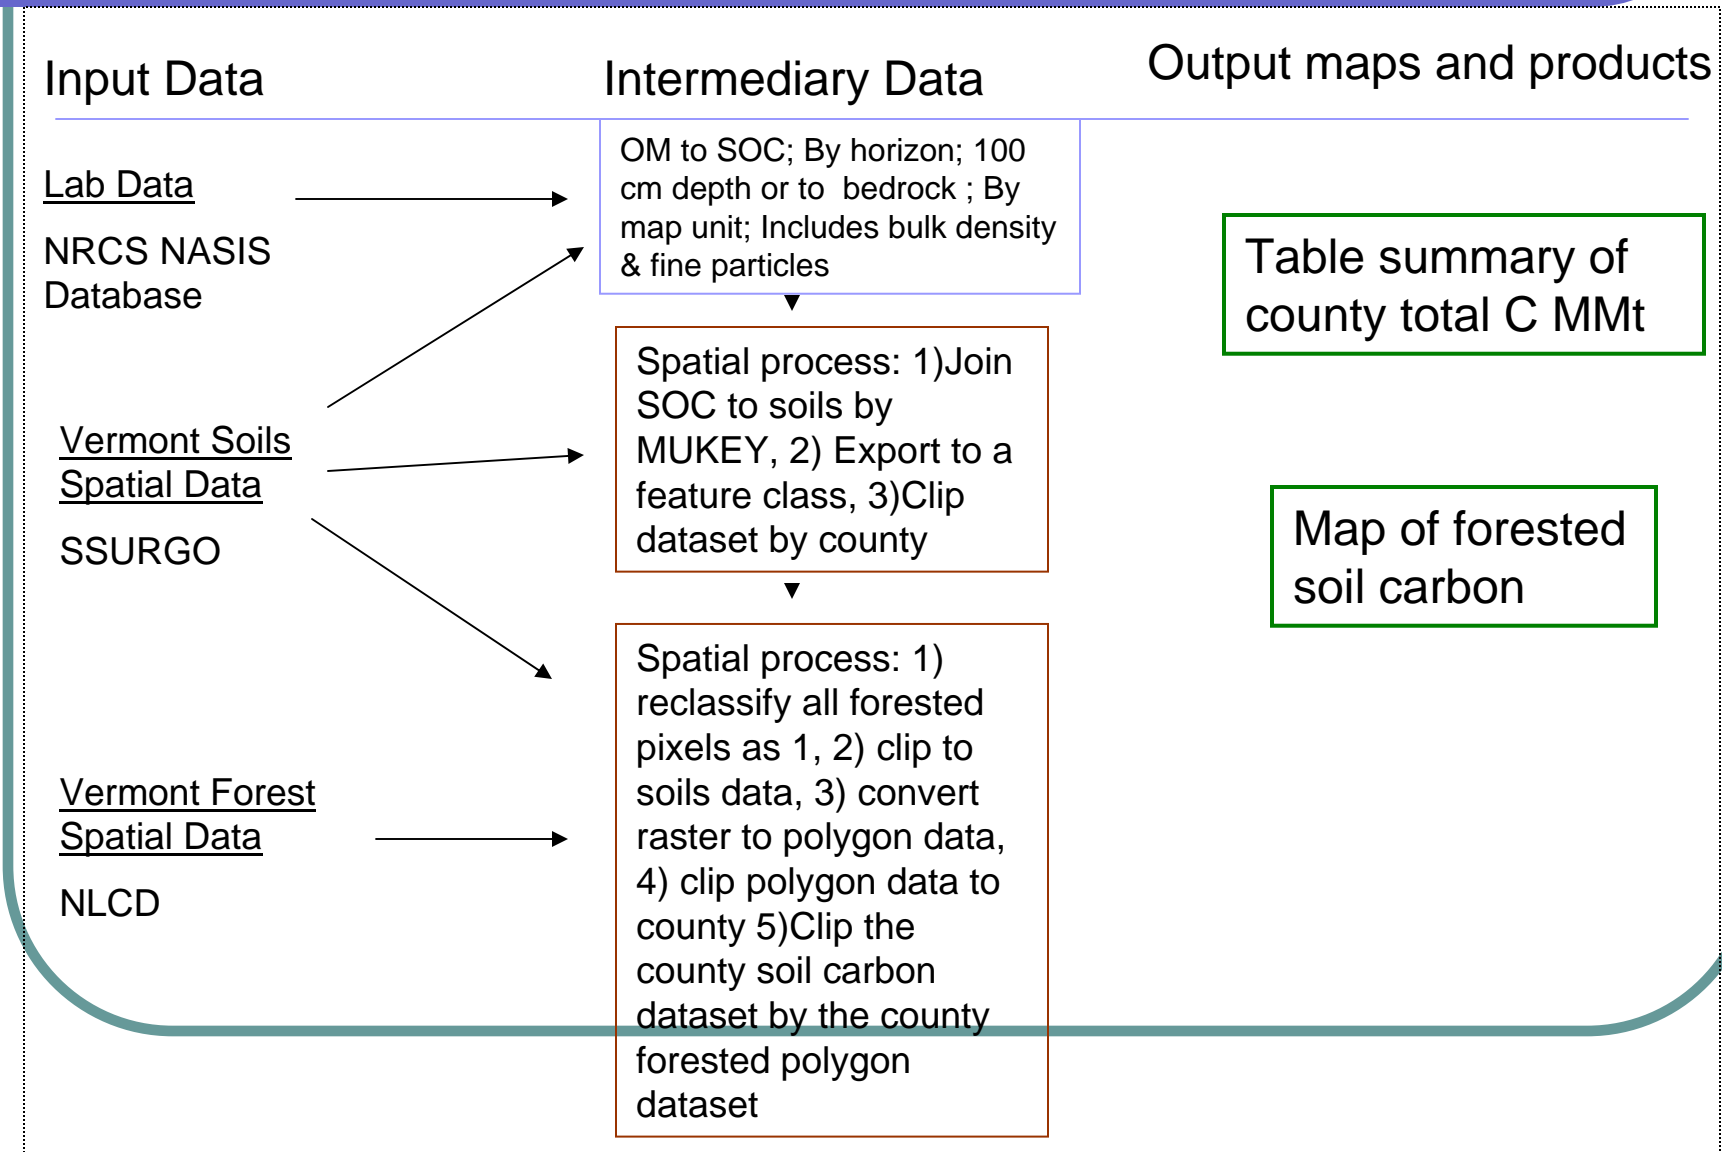 Input Data
Intermediary Data
Output maps and products
Lab Data
NRCS NASIS
Database
Vermont Soils
Spatial Data
SSURGO
Vermont Forest
Spatial Data
NLCD
OM to SOC; By horizon; 100
cm depth or to bedrock ; By
map unit; Includes bulk density
& fine particles
Spatial process: 1)Join
SOC to soils by
MUKEY, 2) Export to a
feature class, 3)Clip
dataset by county
Spatial process: 1)
reclassify all forested
pixels as 1, 2) clip to
soils data, 3) convert
raster to polygon data,
4) clip polygon data to
county 5)Clip the
county soil carbon
dataset by the county
forested polygon
dataset
Table summary of
county total C MMt
Map of forested
soil carbon